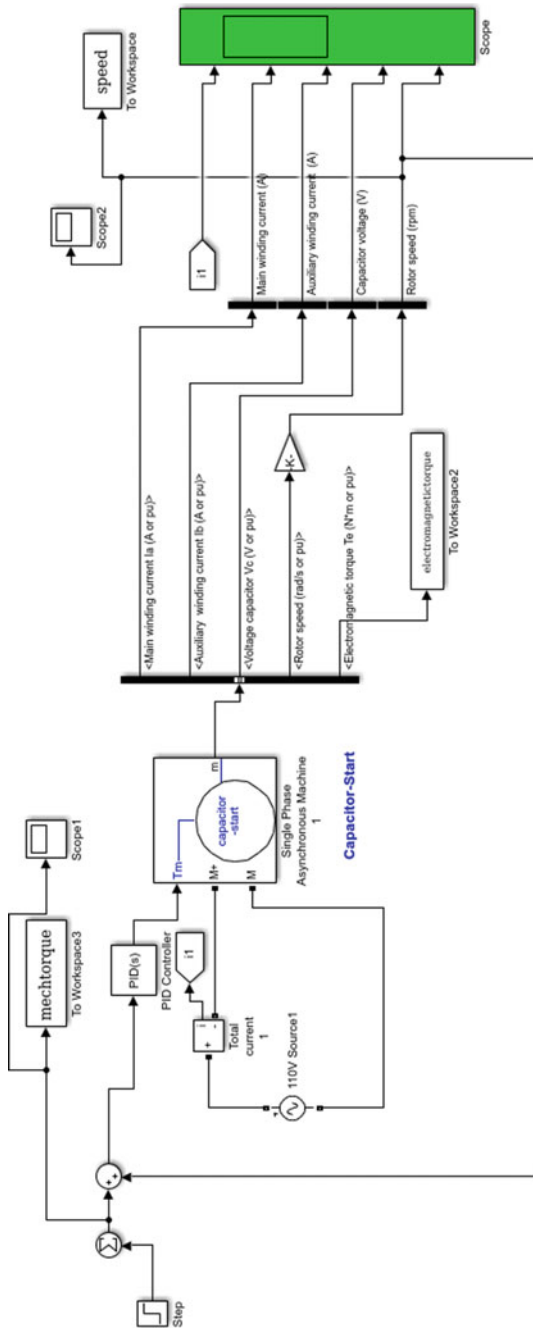 Step
Σ
+
+
mechtorque
To Workspace3
Scope1
PID(s)
PID Controller
i1
+
i
-
Total
current
1
110V Source1
Tm
M+
M
m
capacitor
-start
Single Phase
Asynchronous Machine
1
Capacitor-Start
<Main winding current Ia (A or pu)>
<Auxiliary winding current Ib (A or pu)>
<Voltage capacitor Vc (V or pu)>
<Rotor speed (rad/s or pu)>
<Electromagnetic torque Te (N*m or pu)>
-K-
electromagnetictorque
To Workspace2
Scope2
speed
To Workspace
i1
Main winding current (A)
Auxiliary winding current (A)
Capacitor voltage (V)
Rotor speed (rpm)
Scope